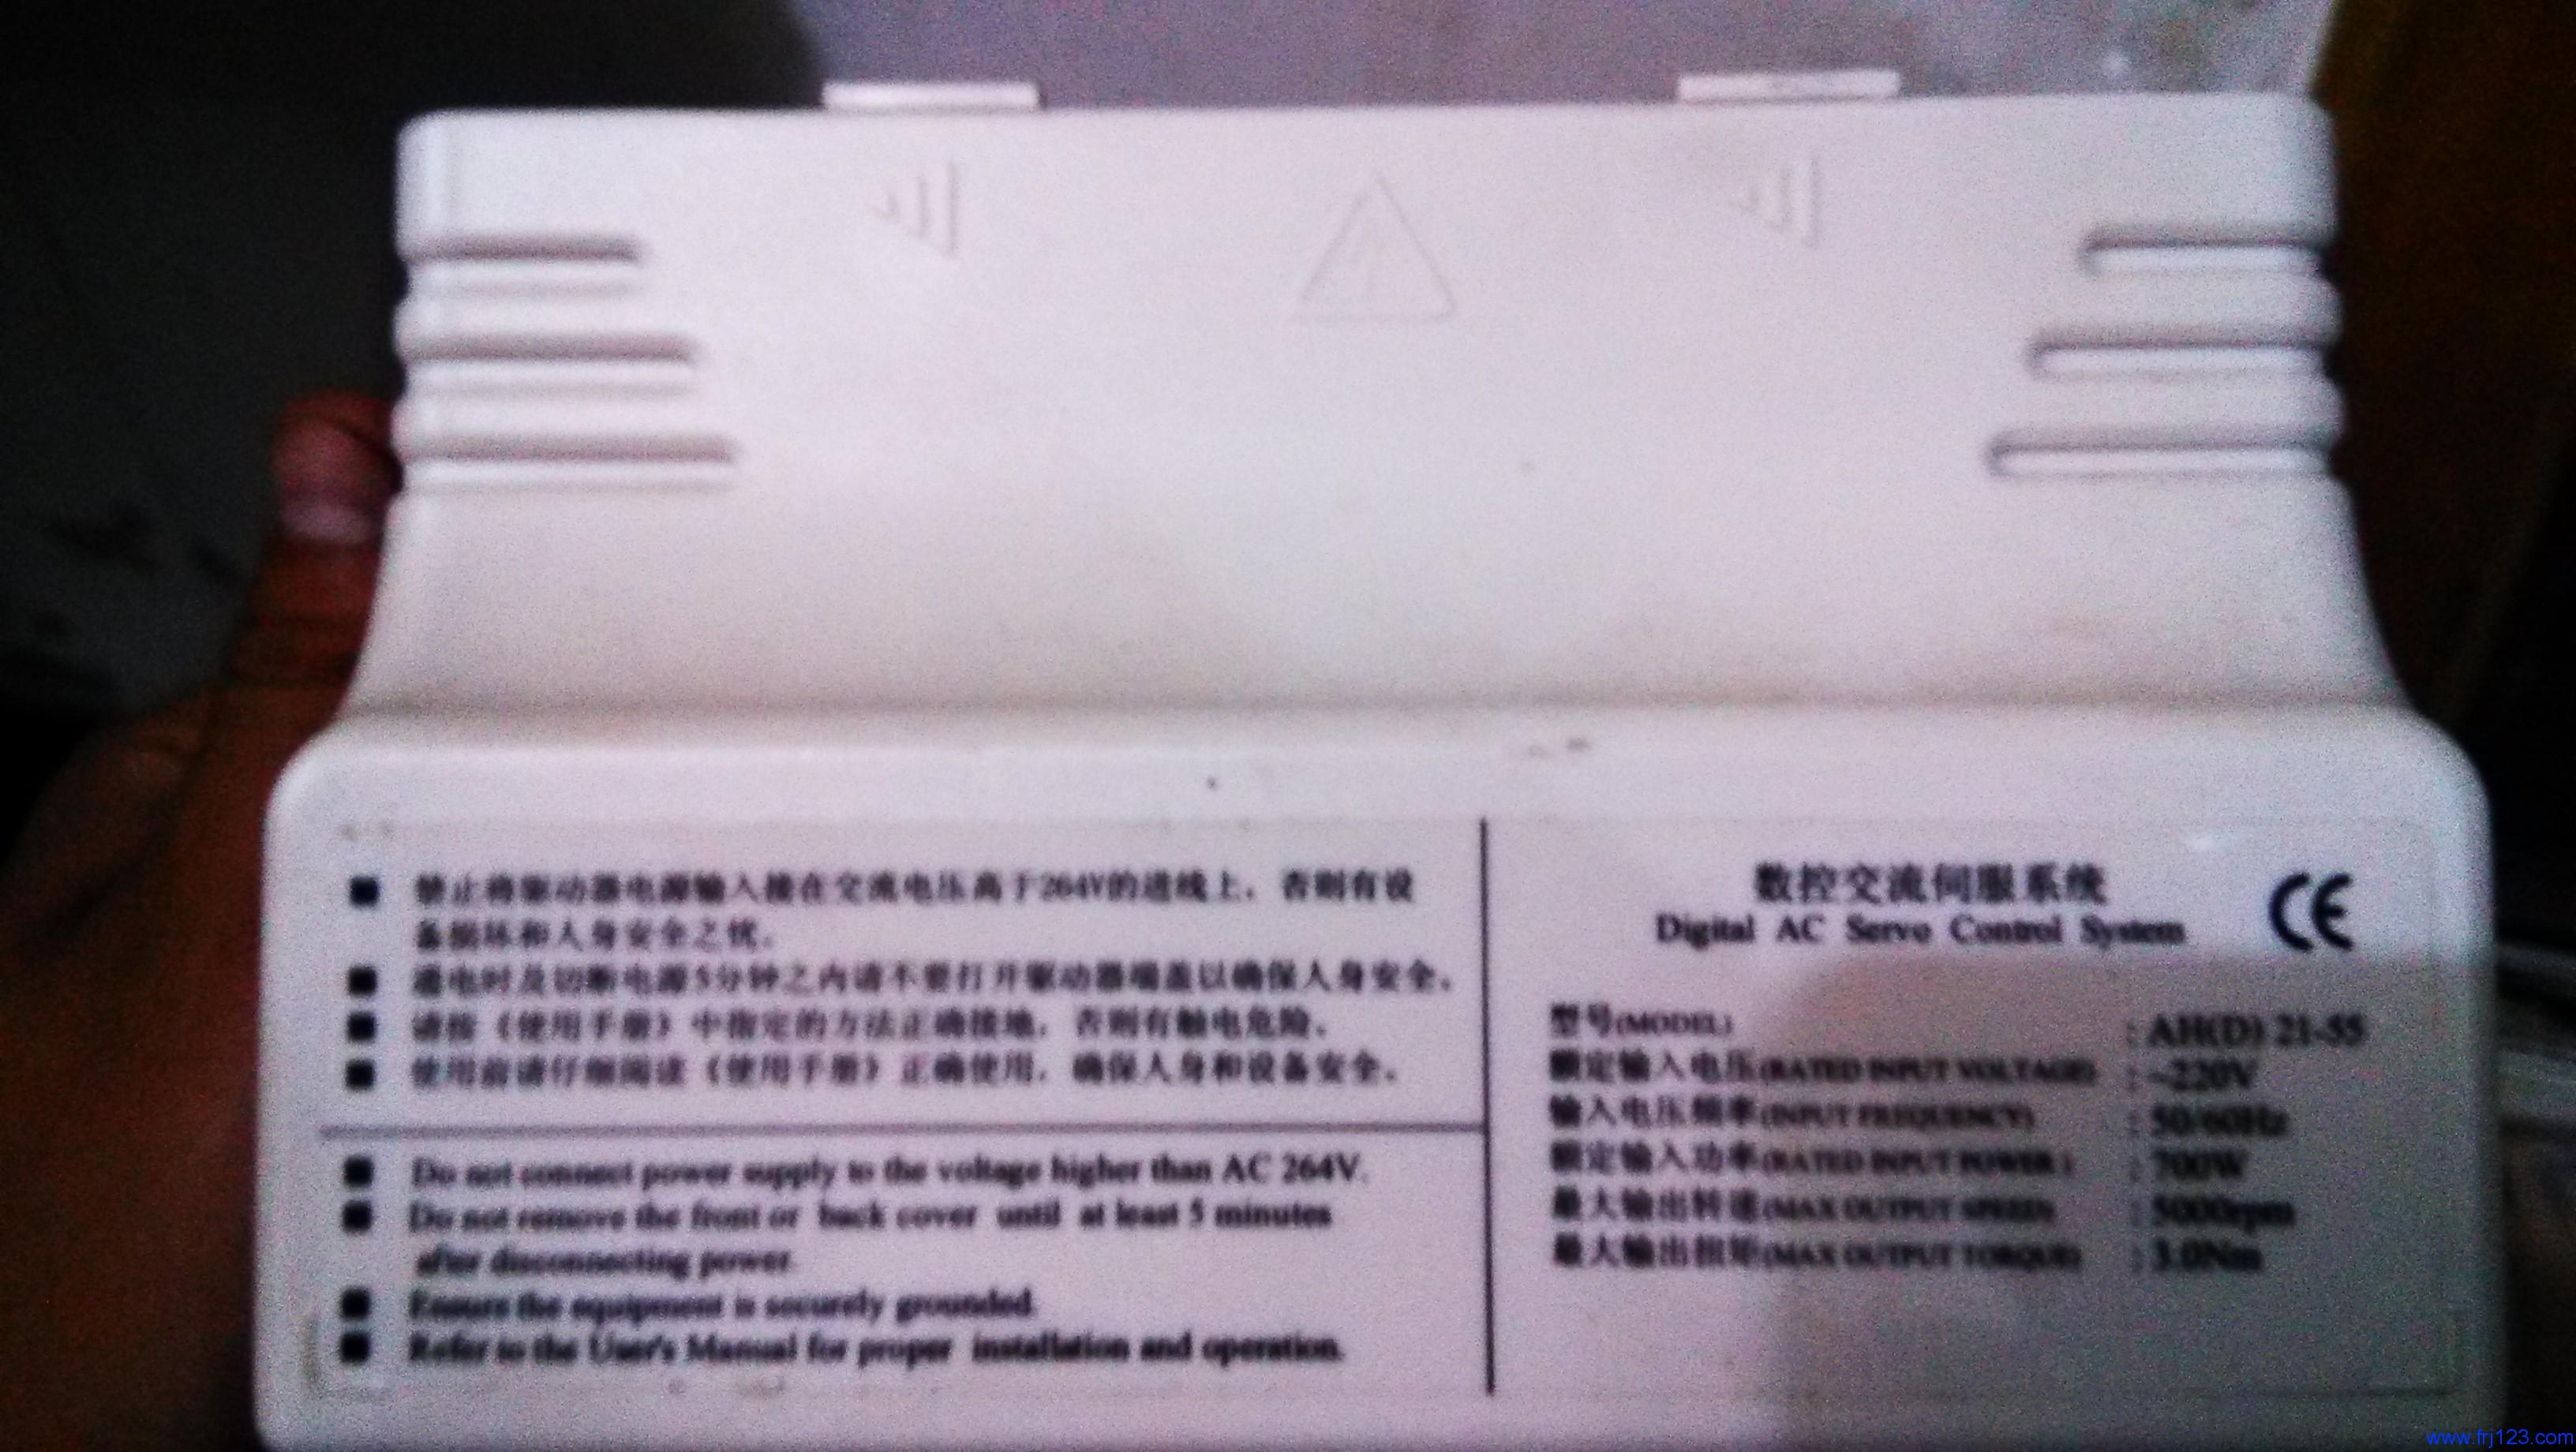 ■ 禁止将驱动器电源输入接在交流电压高于264V的进线上，否则有设
备损坏和人身安全之忧。
■ 通电时及切断电源5分钟之内请不要打开驱动器端盖以确保人身安全。
■ 请按《使用手册》中指定的方法正确接地，否则有触电危险。
■ 使用前请仔细阅读《使用手册》正确使用，确保人身和设备安全。
■ Do not connect power supply to the voltage higher than AC 264V.
■ Do not remove the front or back cover until at least 5 minutes
after disconnecting power.
■ Ensure the equipment is securely grounded.
■ Refer to the User's Manual for proper installation and operation.
数控交流伺服系统
Digital AC Servo Control System
CE
型号(MODEL) : AH(D) 21-55
额定输入电压(RATED INPUT VOLTAGE) : ~220V
输入电压频率(INPUT FREQUENCY) : 50/60Hz
额定输入功率(RATED INPUT POWER ) : 700W
最大输出转速(MAX OUTPUT SPEED) : 5000rpm
最大输出扭矩(MAX OUTPUT TORQUE) : 3.0Nm
www.frj123.com